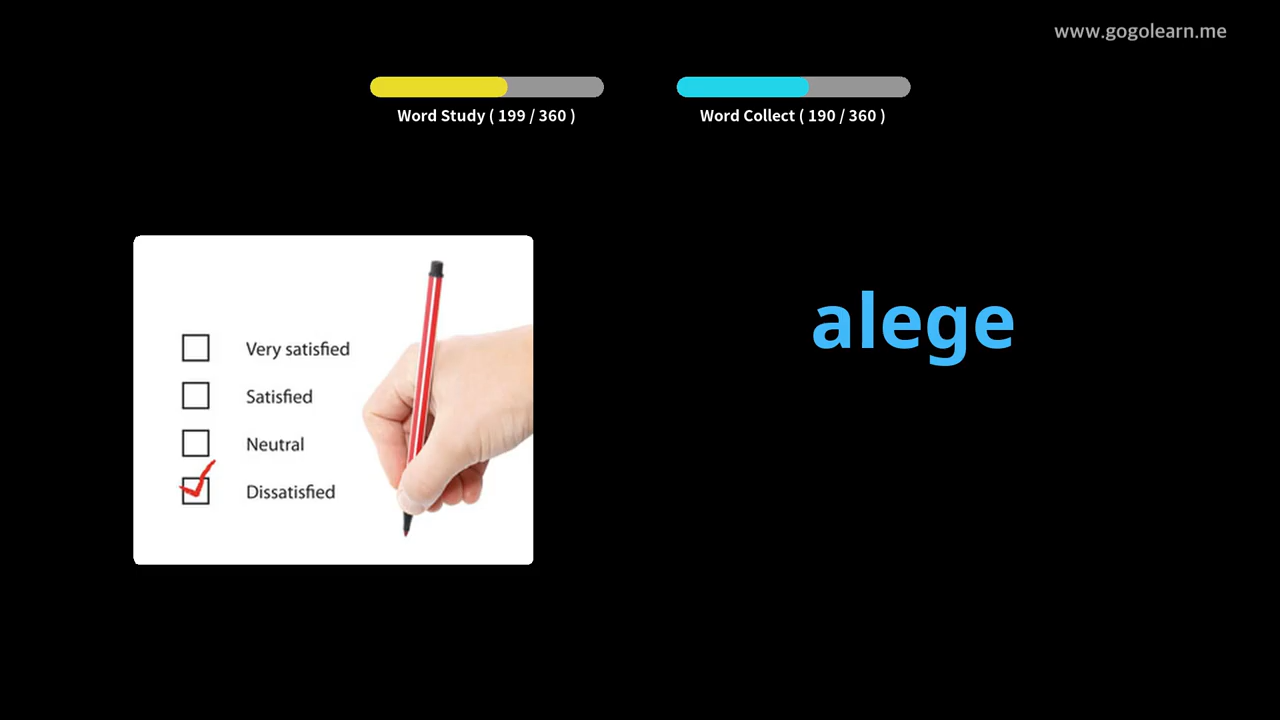 www.gogolearn.me
Word Study ( 199 / 360 )
Word Collect ( 190 / 360 )
alege
Very satisfied
Satisfied
Neutral
Dissatisfied